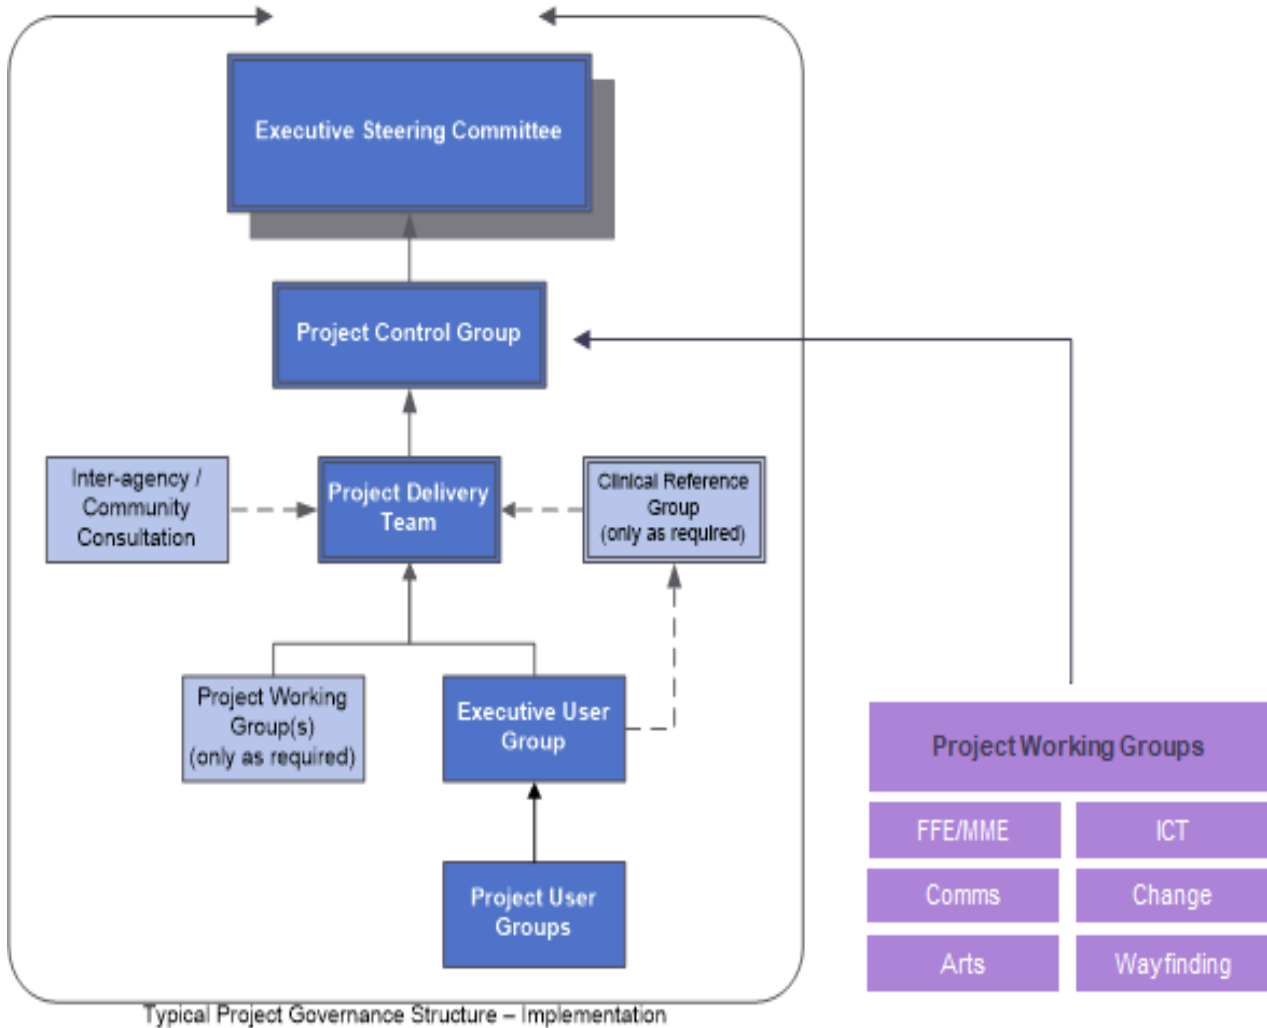 Executive Steering Committee
Project Control Group
Inter-agency /
Community
Consultation
Project Delivery
Team
Clinical Reference
Group
(only as required)
Project Working
Group(s)
(only as required)
Executive User
Group
Project User
Groups
Project Working Groups
FFE/MME
ICT
Comms
Change
Arts
Wayfinding
Typical Project Governance Structure – Implementation